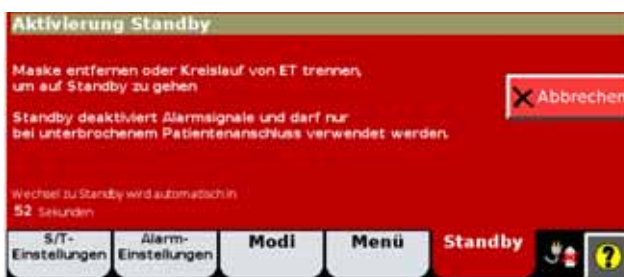 Aktivierung Standby
Maske entfernen oder Kreislauf von ET trennen,
um auf Standby zu gehen
Abbrechen
Standby deaktiviert Alarmsignale und darf nur
bei unterbrochenem Patientenanschluss verwendet werden.
Wechsel zu Standby wird automatisch in
52 Sekunden
S/T-
Einstellungen
Alarm-
Einstellungen
Modi
Menü
Standby
?